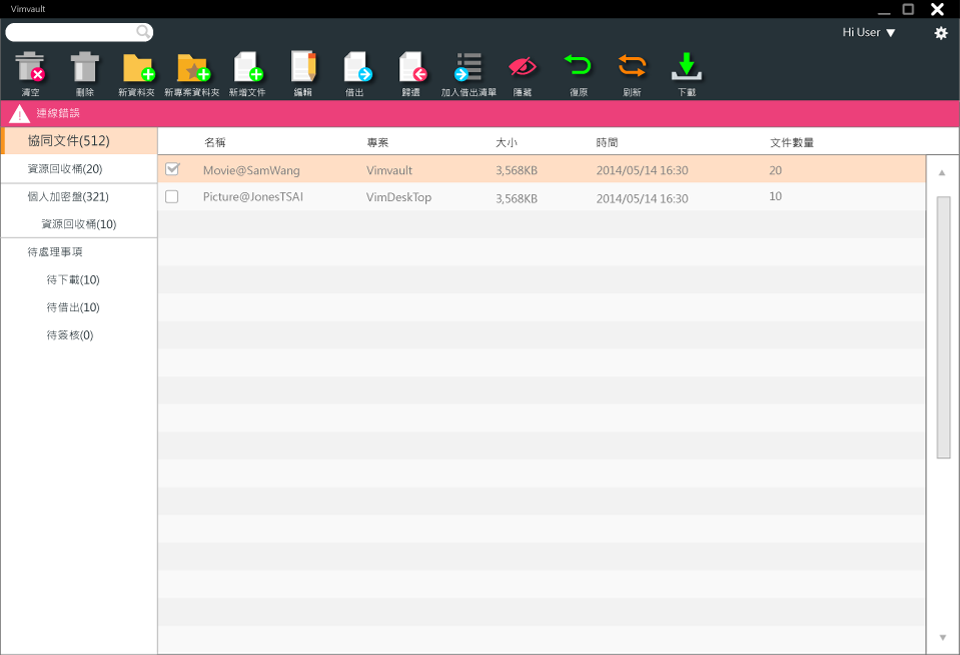 Vimvault
Hi User
清空 刪除 新資料夾 新專案資料夾 新增文件 編輯 借出 歸還 加入借出清單 隱藏 復原 刷新 下載
連線錯誤
協同文件(512)
資源回收桶(20)
個人加密盤(321)
資源回收桶(10)
待處理事項
待下載(10)
待借出(10)
待簽核(0)
名稱 專案 大小 時間 文件數量
Movie@SamWang Vimvault 3,568KB 2014/05/14 16:30 20
Picture@JonesTSAI VimDeskTop 3,568KB 2014/05/14 16:30 10